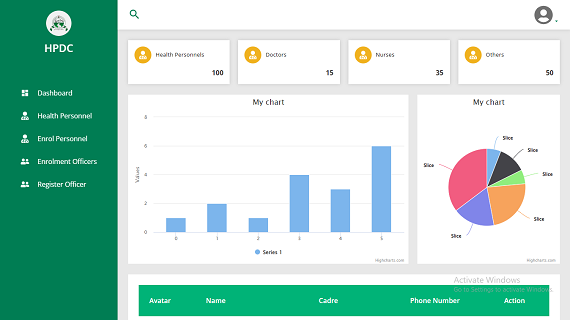 HPDC
Dashboard
Health Personnel
Enrol Personnel
Enrolment Officers
Register Officer
Health Personnels
100
Doctors
15
Nurses
35
Others
50
My chart
Values
8
6
4
2
0
0
1
2
3
4
5
Series 1
Highcharts.com
My chart
Slice
Slice
Slice
Slice
Slice
Slice
Highcharts.com
Activate Windows
Go to Settings to activate Windows.
Avatar Name Cadre Phone Number Action